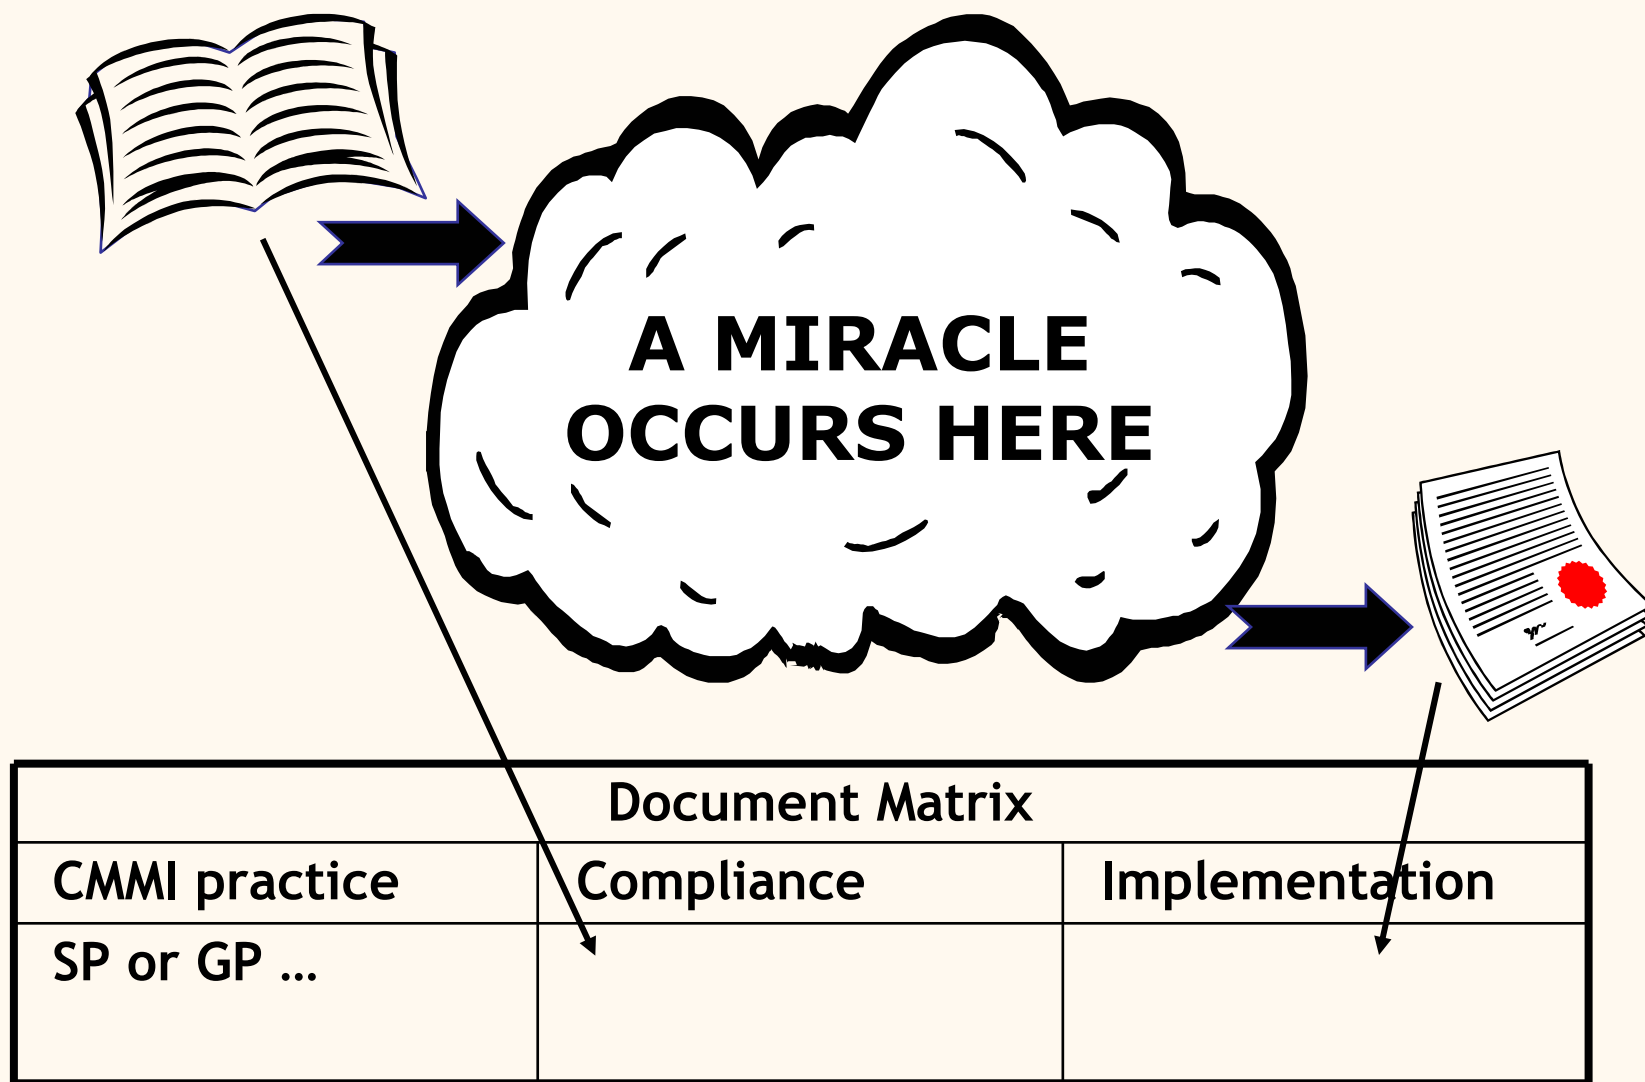 A MIRACLE
OCCURS HERE
Document Matrix
CMMI practice
Compliance
Implementation
SP or GP …